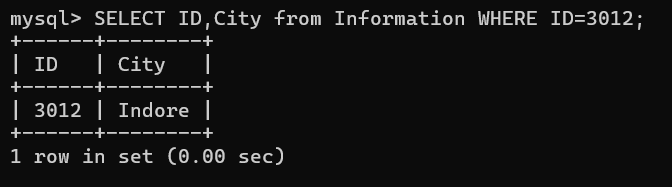 mysql> SELECT ID,City from Information WHERE ID=3012;
+------+--------+
| ID   | City   |
+------+--------+
| 3012 | Indore |
+------+--------+
1 row in set (0.00 sec)